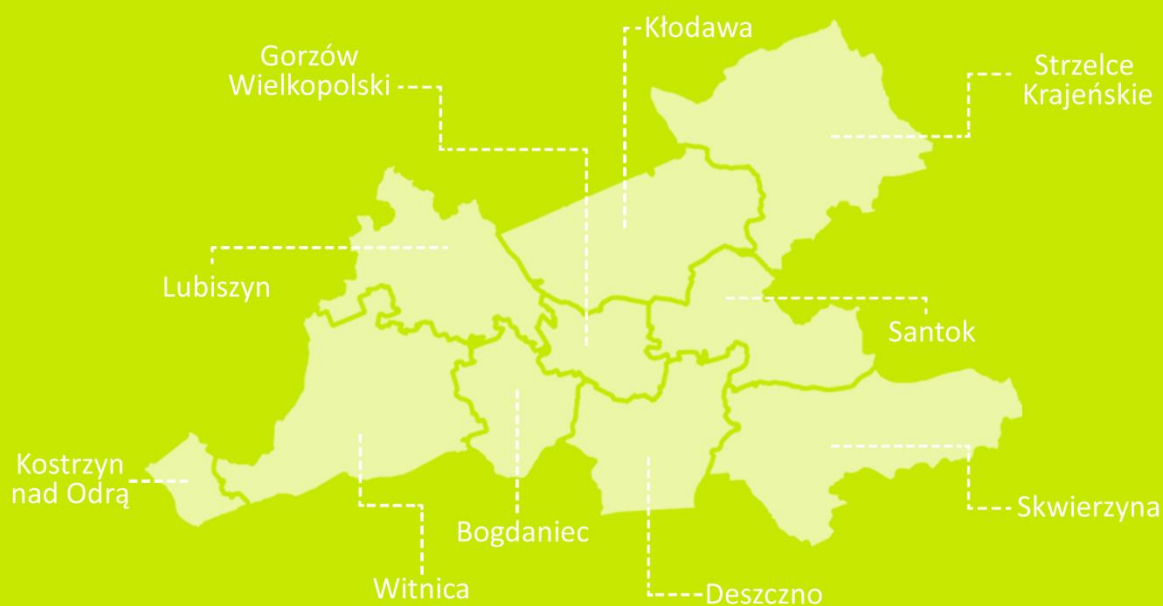 Kłodawa
Gorzów
Wielkopolski
Strzelce
Krajeńskie
Lubiszyn
Santok
Kostrzyn
nad Odrą
Skwierzyna
Bogdaniec
Witnica
Deszczno